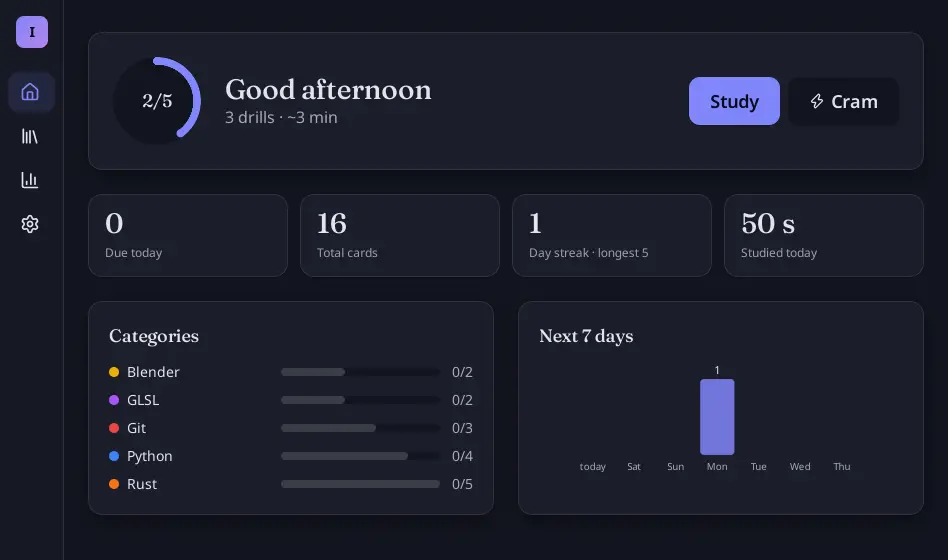 I
2/5
Good afternoon
3 drills · ~3 min
Study
Cram
0
Due today
16
Total cards
1
Day streak · longest 5
50 s
Studied today
Categories
Blender 0/2
GLSL 0/2
Git 0/3
Python 0/4
Rust 0/5
Next 7 days
1
today Sat Sun Mon Tue Wed Thu